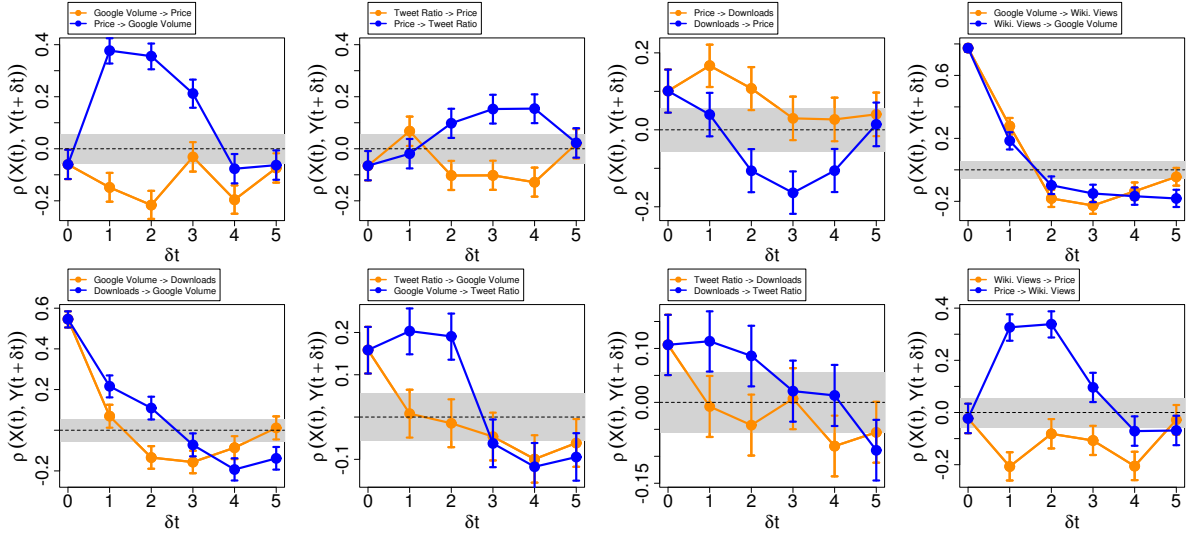 Google Volume -> Price
Price -> Google Volume
ρ (X(t), Y(t + δt))
0.4
0.2
0.0
-0.2
0 1 2 3 4 5
δt
Tweet Ratio -> Price
Price -> Tweet Ratio
ρ (X(t), Y(t + δt))
0.4
0.2
0.0
-0.2
0 1 2 3 4 5
δt
Price -> Downloads
Downloads -> Price
ρ (X(t), Y(t + δt))
0.2
0.0
-0.2
0 1 2 3 4 5
δt
Google Volume -> Wiki. Views
Wiki. Views -> Google Volume
ρ (X(t), Y(t + δt))
0.8
0.2
-0.2
0 1 2 3 4 5
δt
Google Volume -> Downloads
Downloads -> Google Volume
ρ (X(t), Y(t + δt))
0.6
0.2
-0.2
0 1 2 3 4 5
δt
Tweet Ratio -> Google Volume
Google Volume -> Tweet Ratio
ρ (X(t), Y(t + δt))
0.2
0.1
-0.1
0 1 2 3 4 5
δt
Tweet Ratio -> Downloads
Downloads -> Tweet Ratio
ρ (X(t), Y(t + δt))
0.10
0.00
-0.15
0 1 2 3 4 5
δt
Wiki. Views -> Price
Price -> Wiki. Views
ρ (X(t), Y(t + δt))
0.4
0.2
0.0
-0.2
0 1 2 3 4 5
δt